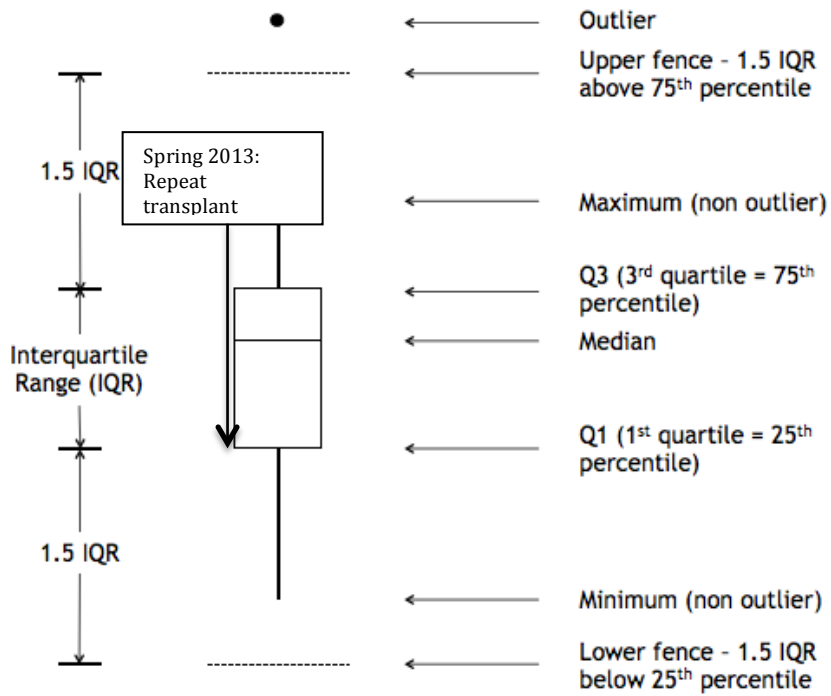 Outlier
Upper fence – 1.5 IQR
above 75th percentile
1.5 IQR
Spring 2013:
Repeat
transplant
Maximum (non outlier)
Q3 (3rd quartile = 75th
percentile)
Median
Interquartile
Range (IQR)
Q1 (1st quartile = 25th
percentile)
1.5 IQR
Minimum (non outlier)
Lower fence – 1.5 IQR
below 25th percentile